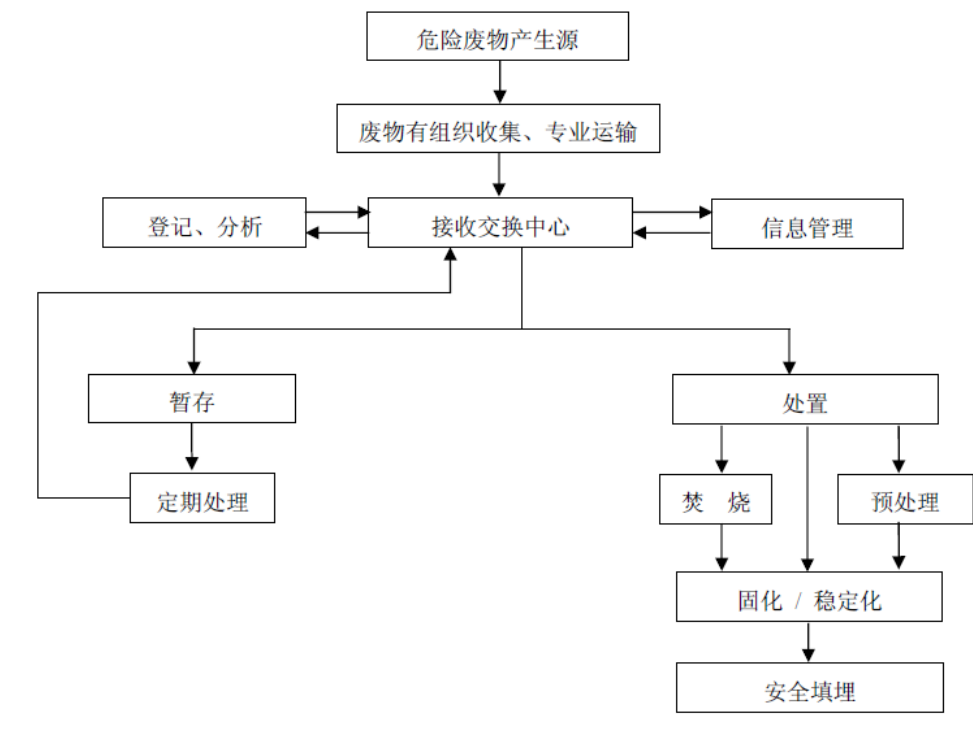 危险废物产生源
废物有组织收集、专业运输
登记、分析
接收交换中心
信息管理
暂存
处置
定期处理
焚 烧
预处理
固化 / 稳定化
安全填埋